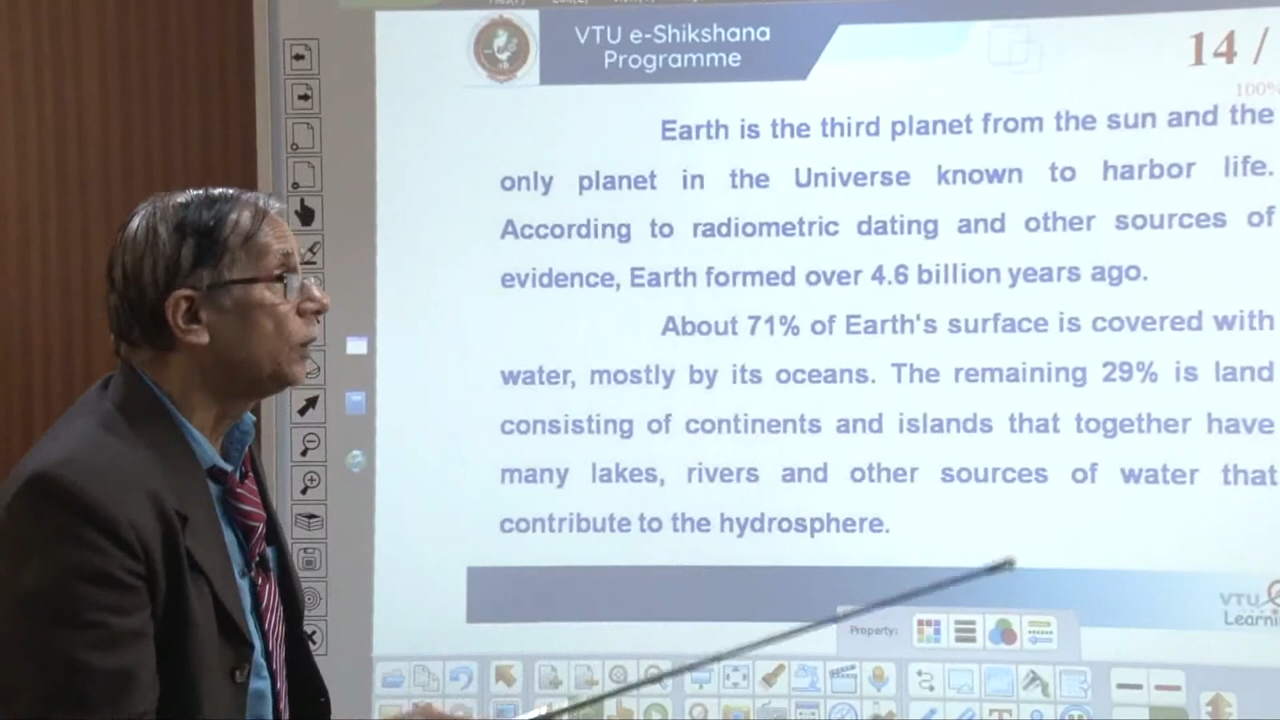 VTU e-Shikshana
Programme
14 /
100%
Earth is the third planet from the sun and the
only planet in the Universe known to harbor life.
According to radiometric dating and other sources of
evidence, Earth formed over 4.6 billion years ago.
About 71% of Earth's surface is covered with
water, mostly by its oceans. The remaining 29% is land
consisting of continents and islands that together have
many lakes, rivers and other sources of water that
contribute to the hydrosphere.
VTU
Property: